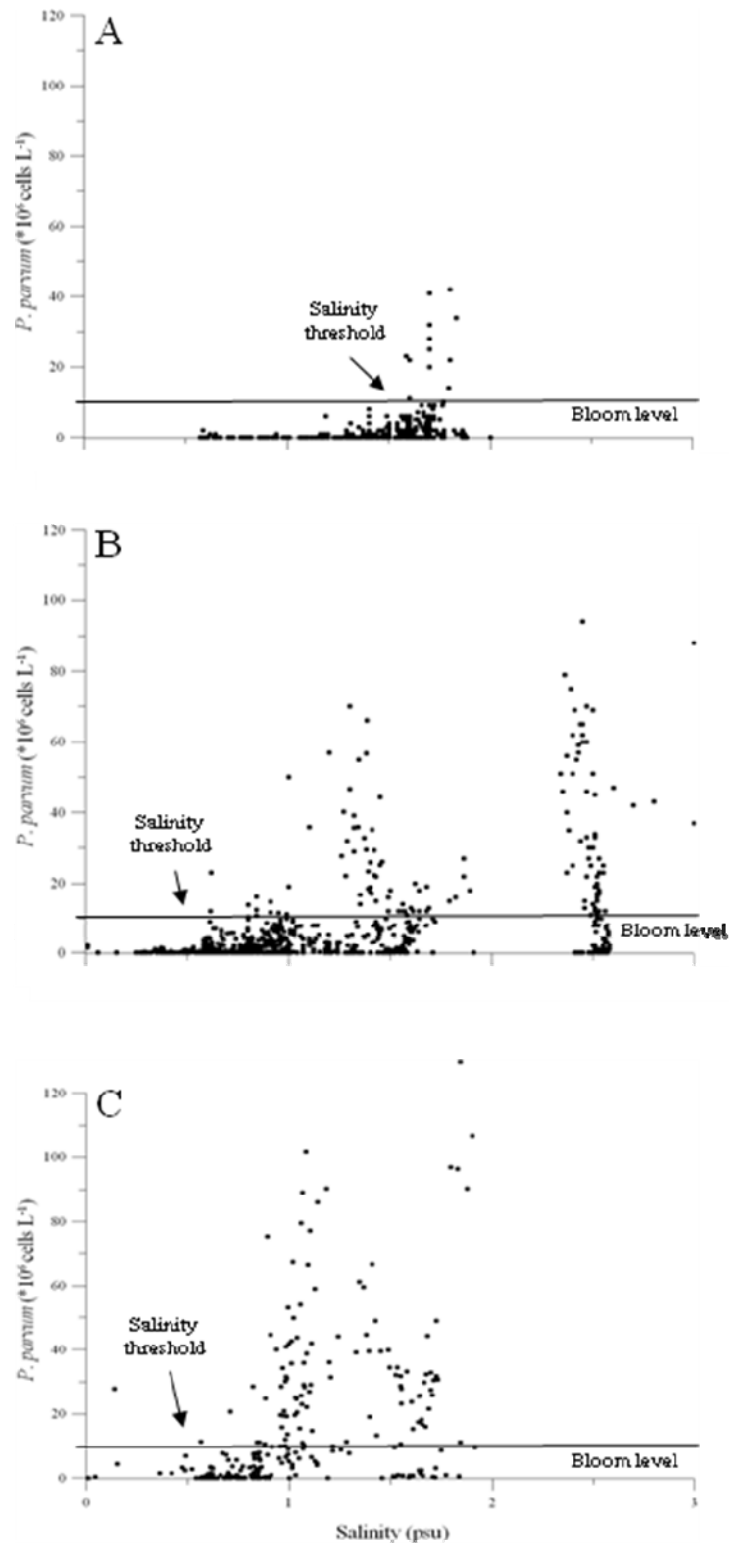 A
120
100
80
60
40
20
0
P. parvum (*10⁶ cells L⁻¹)
Salinity
threshold
Bloom level
B
120
100
80
60
40
20
0
P. parvum (*10⁶ cells L⁻¹)
Salinity
threshold
Bloom level
C
120
100
80
60
40
20
0
P. parvum (*10⁶ cells L⁻¹)
Salinity
threshold
Bloom level
0 1 2 3
Salinity (psu)